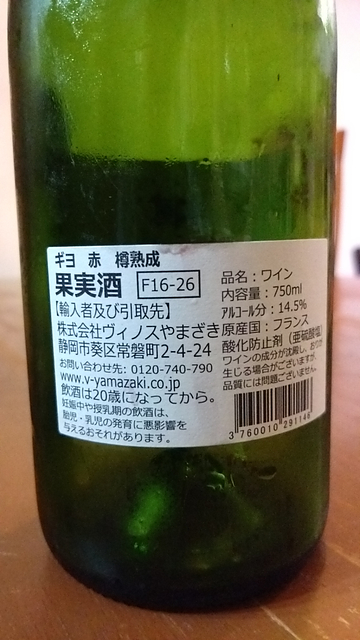 ギヨ 赤 樽熟成
果実酒 F16-26
【輸入者及び引取先】
株式会社ヴィノスやまざき
静岡市葵区常磐町2-4-24
お問い合わせ先：0120-740-790
www.v-yamazaki.co.jp
飲酒は20歳になってから。
妊娠中や授乳期の飲酒は、
胎児・乳児の発育に悪影響を
与えるおそれがあります。
品名：ワイン
内容量：750ml
アルコール分：14.5%
原産国：フランス
酸化防止剤（亜硫酸塩）
ワインの成分が沈殿し、おりが
生じる場合がございますが、
品質には問題ございません。
3 760010 291148